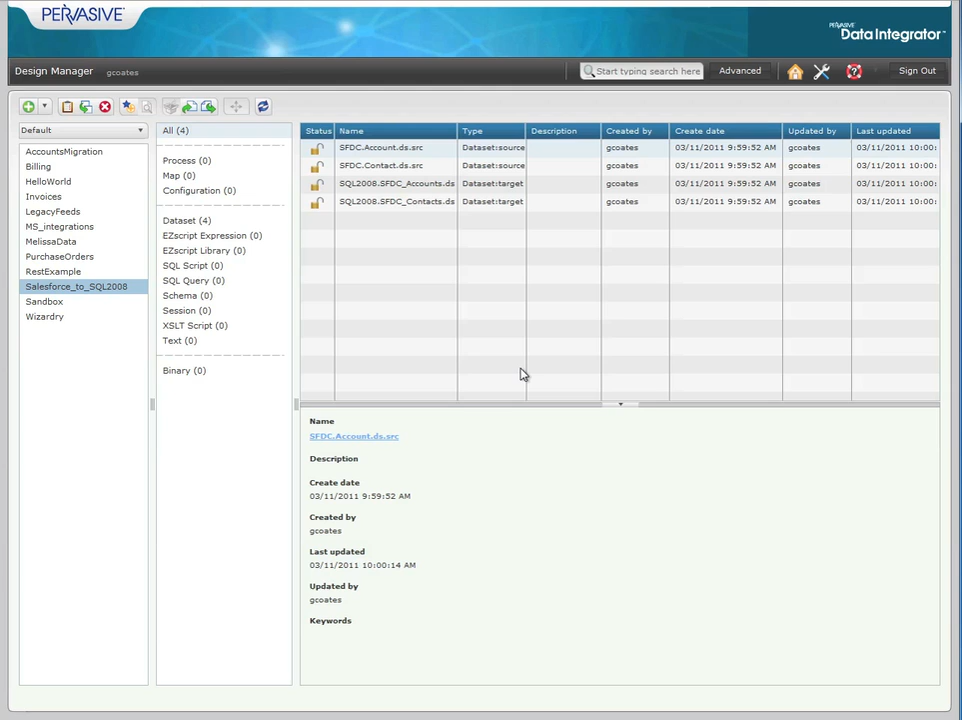 PERVASIVE
Data Integrator
Design Manager gcoates
Start typing search here Advanced Sign Out
Default
AccountsMigration
Billing
HelloWorld
Invoices
LegacyFeeds
MS_integrations
MelissaData
PurchaseOrders
RestExample
Salesforce_to_SQL2008
Sandbox
Wizardry
All (4)
Process (0)
Map (0)
Configuration (0)
Dataset (4)
EZscript Expression (0)
EZscript Library (0)
SQL Script (0)
SQL Query (0)
Schema (0)
Session (0)
XSLT Script (0)
Text (0)
Binary (0)
Status Name Type Description Created by Create date Updated by Last updated
SFDC.Account.ds.src Dataset:source gcoates 03/11/2011 9:59:52 AM gcoates 03/11/2011 10:00:
SFDC.Contact.ds.src Dataset:source gcoates 03/11/2011 9:59:52 AM gcoates 03/11/2011 10:00:
SQL2008.SFDC_Accounts.ds Dataset:target gcoates 03/11/2011 9:59:52 AM gcoates 03/11/2011 10:00:
SQL2008.SFDC_Contacts.ds Dataset:target gcoates 03/11/2011 9:59:52 AM gcoates 03/11/2011 10:00:
Name
SFDC.Account.ds.src
Description
Create date
03/11/2011 9:59:52 AM
Created by
gcoates
Last updated
03/11/2011 10:00:14 AM
Updated by
gcoates
Keywords